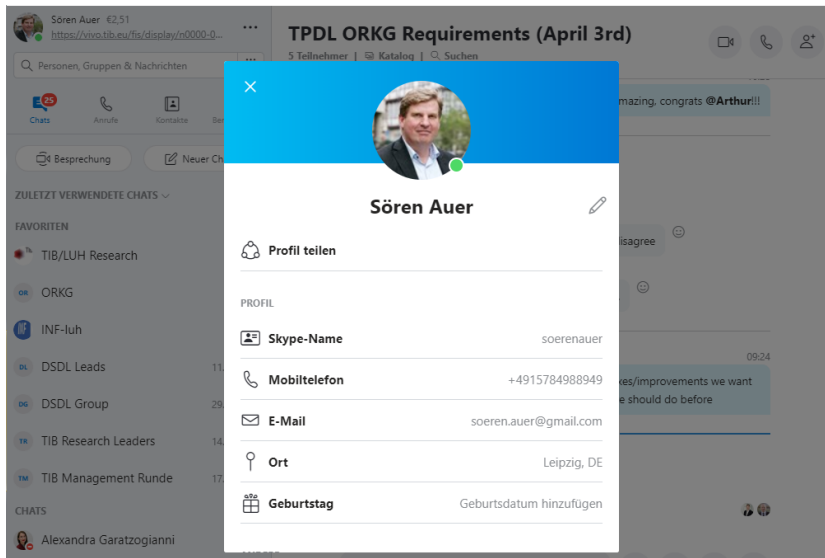 Sören Auer €2,51
https://vivo.tib.eu/fis/display/n0000-0...
Personen, Gruppen & Nachrichten
25
Chats
Anrufe
Kontakte
Besprechung
ZULETZT VERWENDETE CHATS
FAVORITEN
TIB/LUH Research
OR ORKG
INF-luh
DL DSDL Leads 11.
DG DSDL Group 29.
TR TIB Research Leaders 14.
TM TIB Management Runde 17.
CHATS
Alexandra Garatzogianni
TPDL ORKG Requirements (April 3rd)
5 Teilnehmer | Katalog | Suchen
mazing, congrats @Arthur!!!
09:24
Sören Auer
Profil teilen
PROFIL
Skype-Name soerenauer
Mobiltelefon +4915784988949
E-Mail soeren.auer@gmail.com
Ort Leipzig, DE
Geburtstag Geburtsdatum hinzufügen
isagree
xes/improvements we want
e should do before